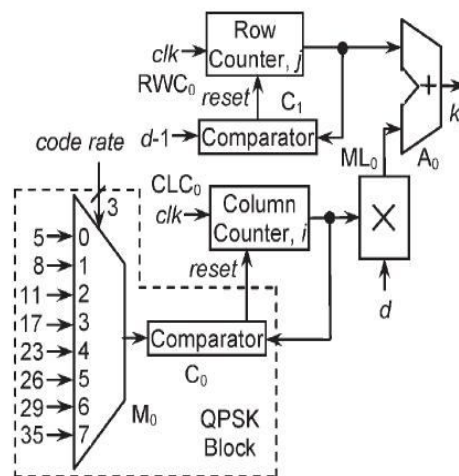 Row
Counter, j
clk
RWC0
reset
C1
d-1
Comparator
+
k
A0
ML0
code rate
3
CLC0
clk
Column
Counter, i
×
d
reset
5
8
11
17
23
26
29
35
0
1
2
3
4
5
6
7
M0
Comparator
C0
QPSK
Block